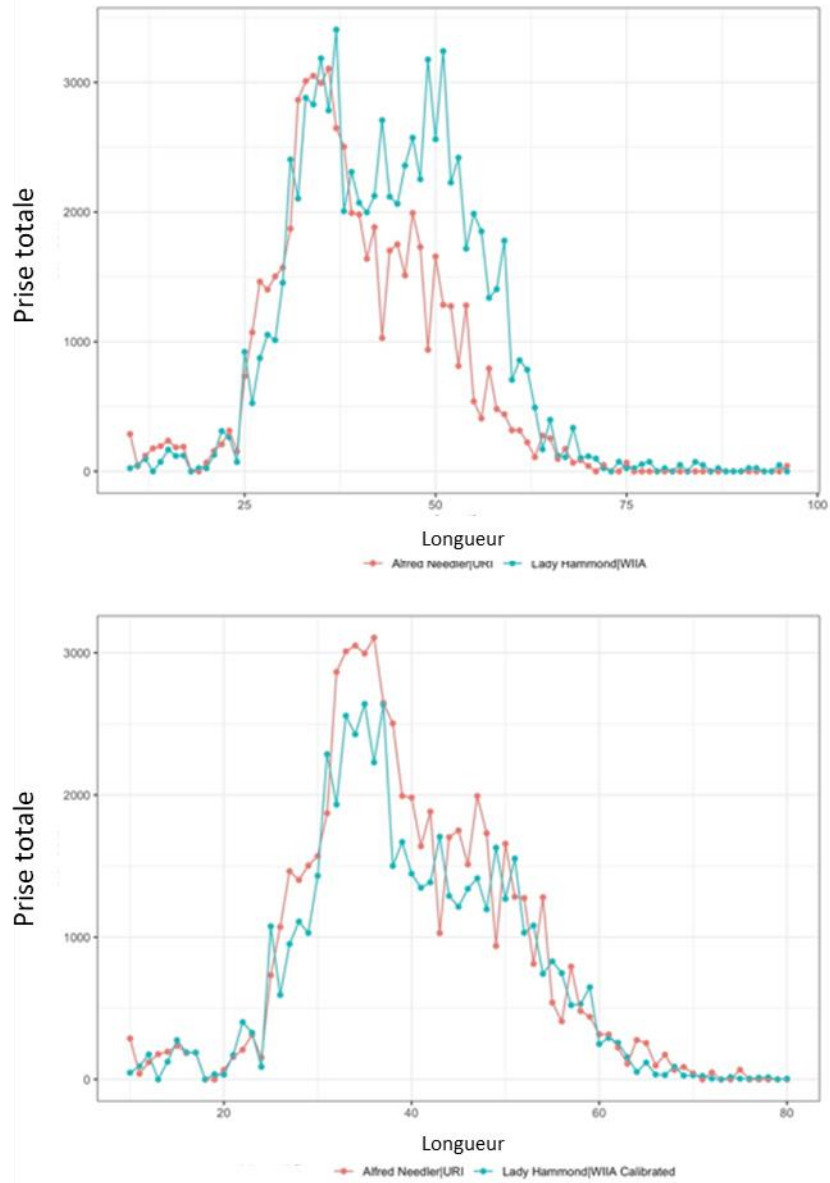 Prise totale
3000
2000
1000
0
25
50
75
100
Longueur
Alfred Needler|URI Lady Hammond|WIIA
Prise totale
3000
2000
1000
0
20
40
60
80
Longueur
Alfred Needler|URI Lady Hammond|WIIA Calibrated